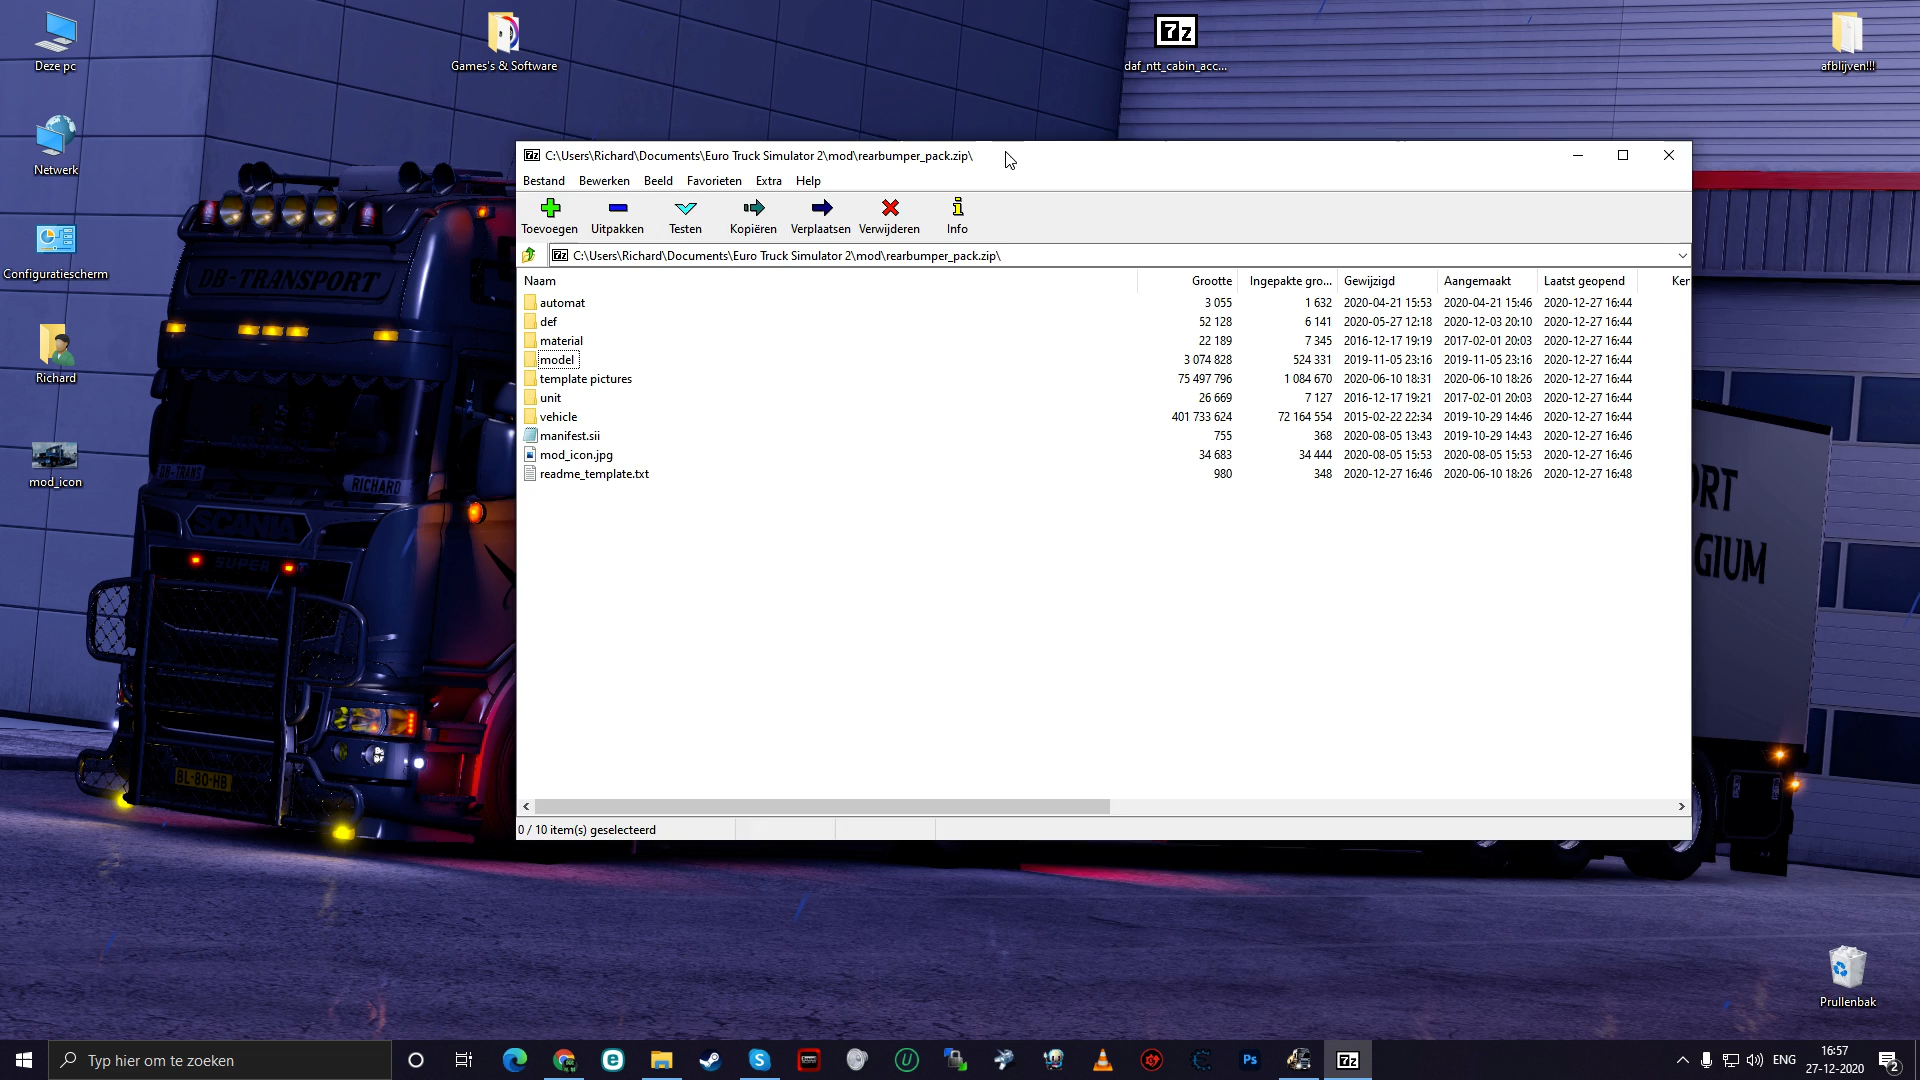 Deze pc
Games's & Software
daf_ntt_cabin_acc...
afblijven!!!
Netwerk
Configuratiescherm
Richard
mod_icon
C:\Users\Richard\Documents\Euro Truck Simulator 2\mod\rearbumper_pack.zip\
Bestand Bewerken Beeld Favorieten Extra Help
Toevoegen Uitpakken Testen Kopiëren Verplaatsen Verwijderen Info
C:\Users\Richard\Documents\Euro Truck Simulator 2\mod\rearbumper_pack.zip\
Naam Grootte Ingepakte gro... Gewijzigd Aangemaakt Laatst geopend Ker
automat 3 055 1 632 2020-04-21 15:53 2020-04-21 15:46 2020-12-27 16:44
def 52 128 6 141 2020-05-27 12:18 2020-12-03 20:10 2020-12-27 16:44
material 22 189 7 345 2016-12-17 19:19 2017-02-01 20:03 2020-12-27 16:44
model 3 074 828 524 331 2019-11-05 23:16 2019-11-05 23:16 2020-12-27 16:44
template pictures 75 497 796 1 084 670 2020-06-10 18:31 2020-06-10 18:26 2020-12-27 16:44
unit 26 669 7 127 2016-12-17 19:21 2017-02-01 20:03 2020-12-27 16:44
vehicle 401 733 624 72 164 554 2015-02-22 22:34 2019-10-29 14:46 2020-12-27 16:44
manifest.sii 755 368 2020-08-05 13:43 2019-10-29 14:43 2020-12-27 16:46
mod_icon.jpg 34 683 34 444 2020-08-05 15:53 2020-08-05 15:53 2020-12-27 16:46
readme_template.txt 980 348 2020-12-27 16:46 2020-06-10 18:26 2020-12-27 16:48
0 / 10 item(s) geselecteerd
DB-TRANSPORT
DB-TRANS
RICHARD
SCANIA
SUPER
BL-80-HB
ORT
GIUM
Prullenbak
Typ hier om te zoeken
Ps
7z
ENG
16:57
27-12-2020
2